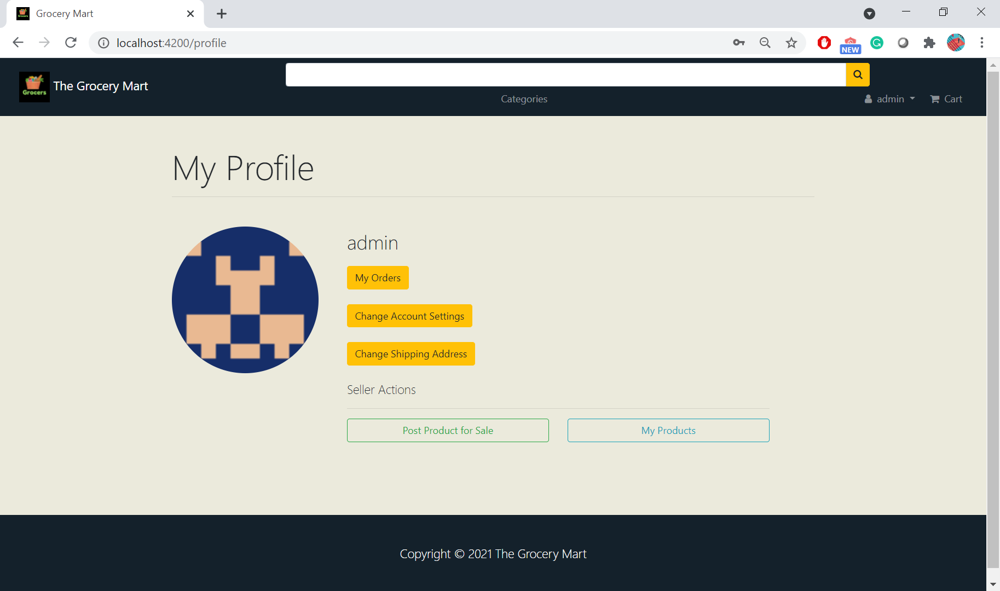 Grocery Mart
localhost:4200/profile
NEW
Grocers
The Grocery Mart
Categories
admin
Cart
My Profile
admin
My Orders
Change Account Settings
Change Shipping Address
Seller Actions
Post Product for Sale
My Products
Copyright © 2021 The Grocery Mart